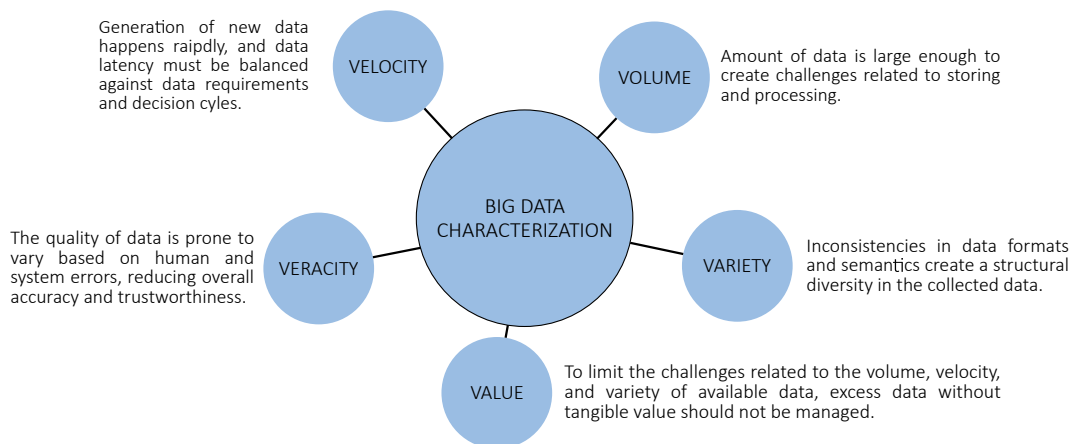 Generation of new data
happens raipdly, and data
latency must be balanced
against data requirements
and decision cyles.
VELOCITY
VOLUME
Amount of data is large enough to
create challenges related to storing
and processing.
BIG DATA
CHARACTERIZATION
The quality of data is prone to
vary based on human and
system errors, reducing overall
accuracy and trustworthiness.
VERACITY
VARIETY
Inconsistencies in data formats
and semantics create a structural
diversity in the collected data.
VALUE
To limit the challenges related to the volume, velocity,
and variety of available data, excess data without
tangible value should not be managed.